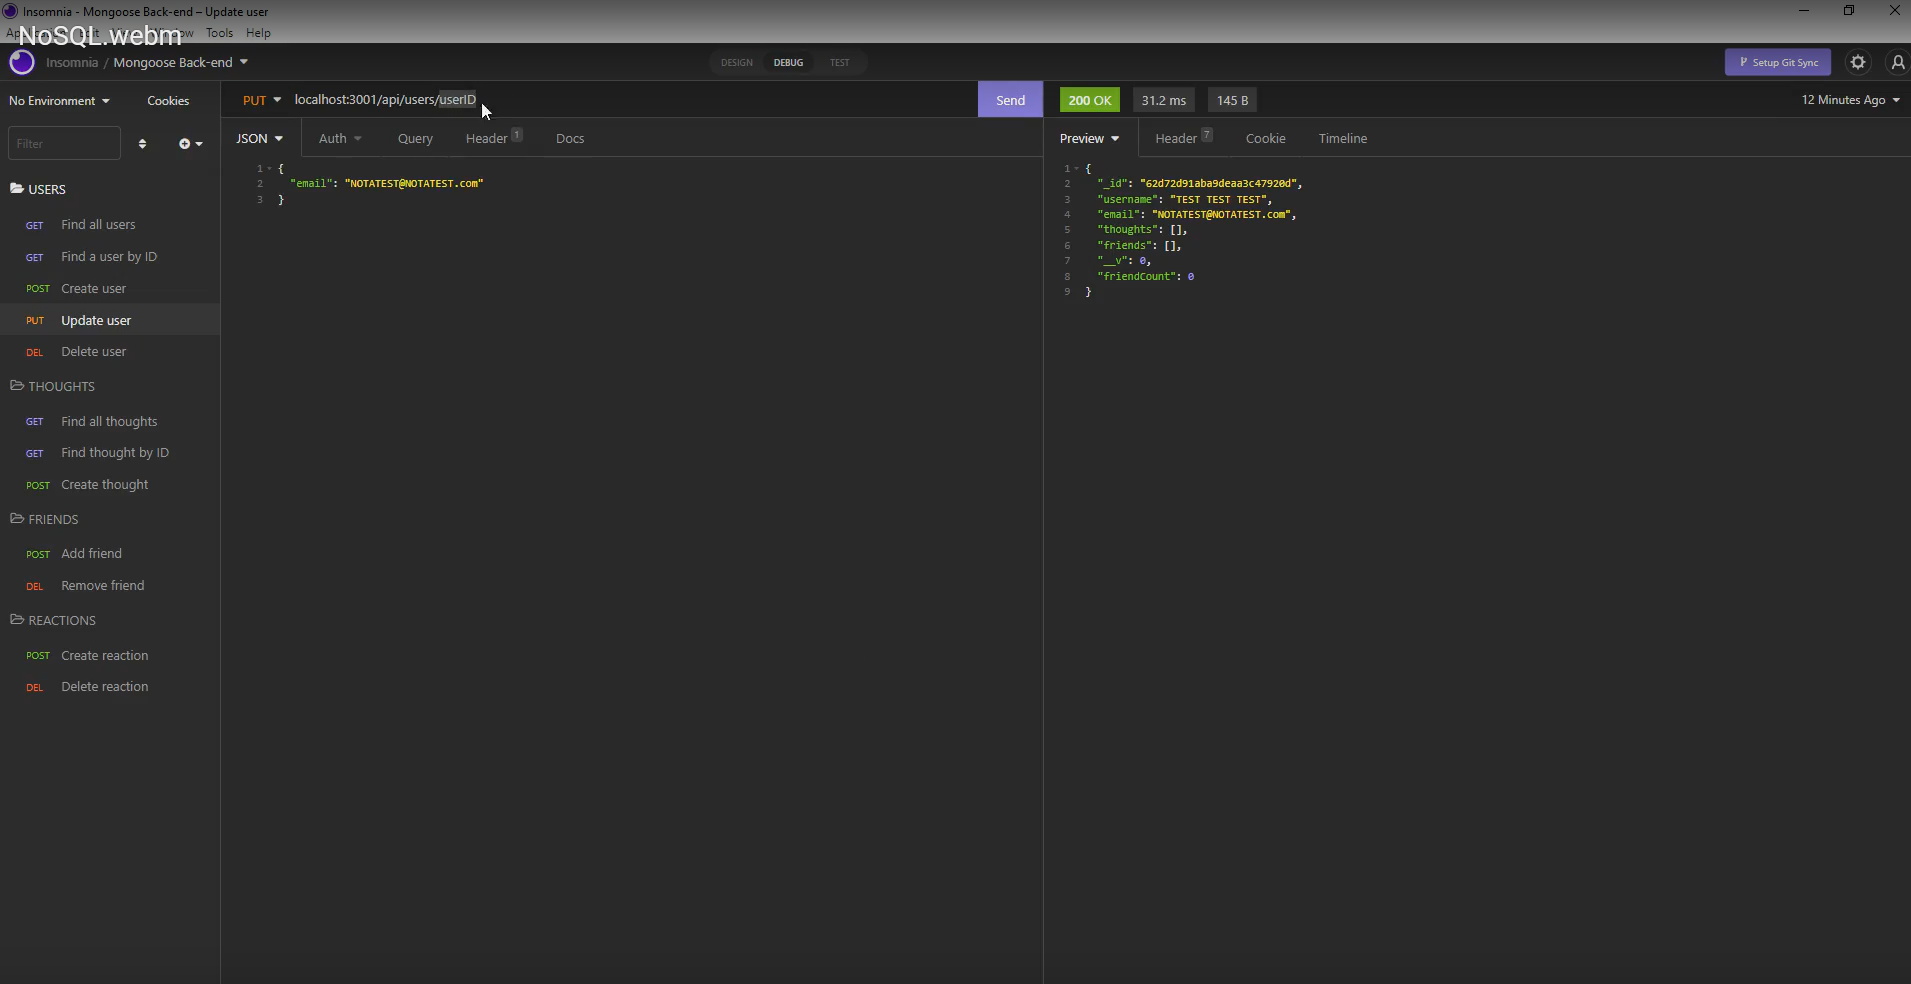 Insomnia - Mongoose Back-end – Update user
NoSQL.webm
Tools Help
Insomnia / Mongoose Back-end
DESIGN DEBUG TEST
Setup Git Sync
No Environment Cookies
PUT localhost:3001/api/users/userID
Send
200 OK 31.2 ms 145 B
12 Minutes Ago
Filter
JSON Auth Query Header 1 Docs
Preview Header 7 Cookie Timeline
1 {
2 "email": "NOTATEST@NOTATEST.com"
3 }
1 {
2 "_id": "62d72d91aba9deaa3c47920d",
3 "username": "TEST TEST TEST",
4 "email": "NOTATEST@NOTATEST.com",
5 "thoughts": [],
6 "friends": [],
7 "__v": 0,
8 "friendCount": 0
9 }
USERS
GET Find all users
GET Find a user by ID
POST Create user
PUT Update user
DEL Delete user
THOUGHTS
GET Find all thoughts
GET Find thought by ID
POST Create thought
FRIENDS
POST Add friend
DEL Remove friend
REACTIONS
POST Create reaction
DEL Delete reaction